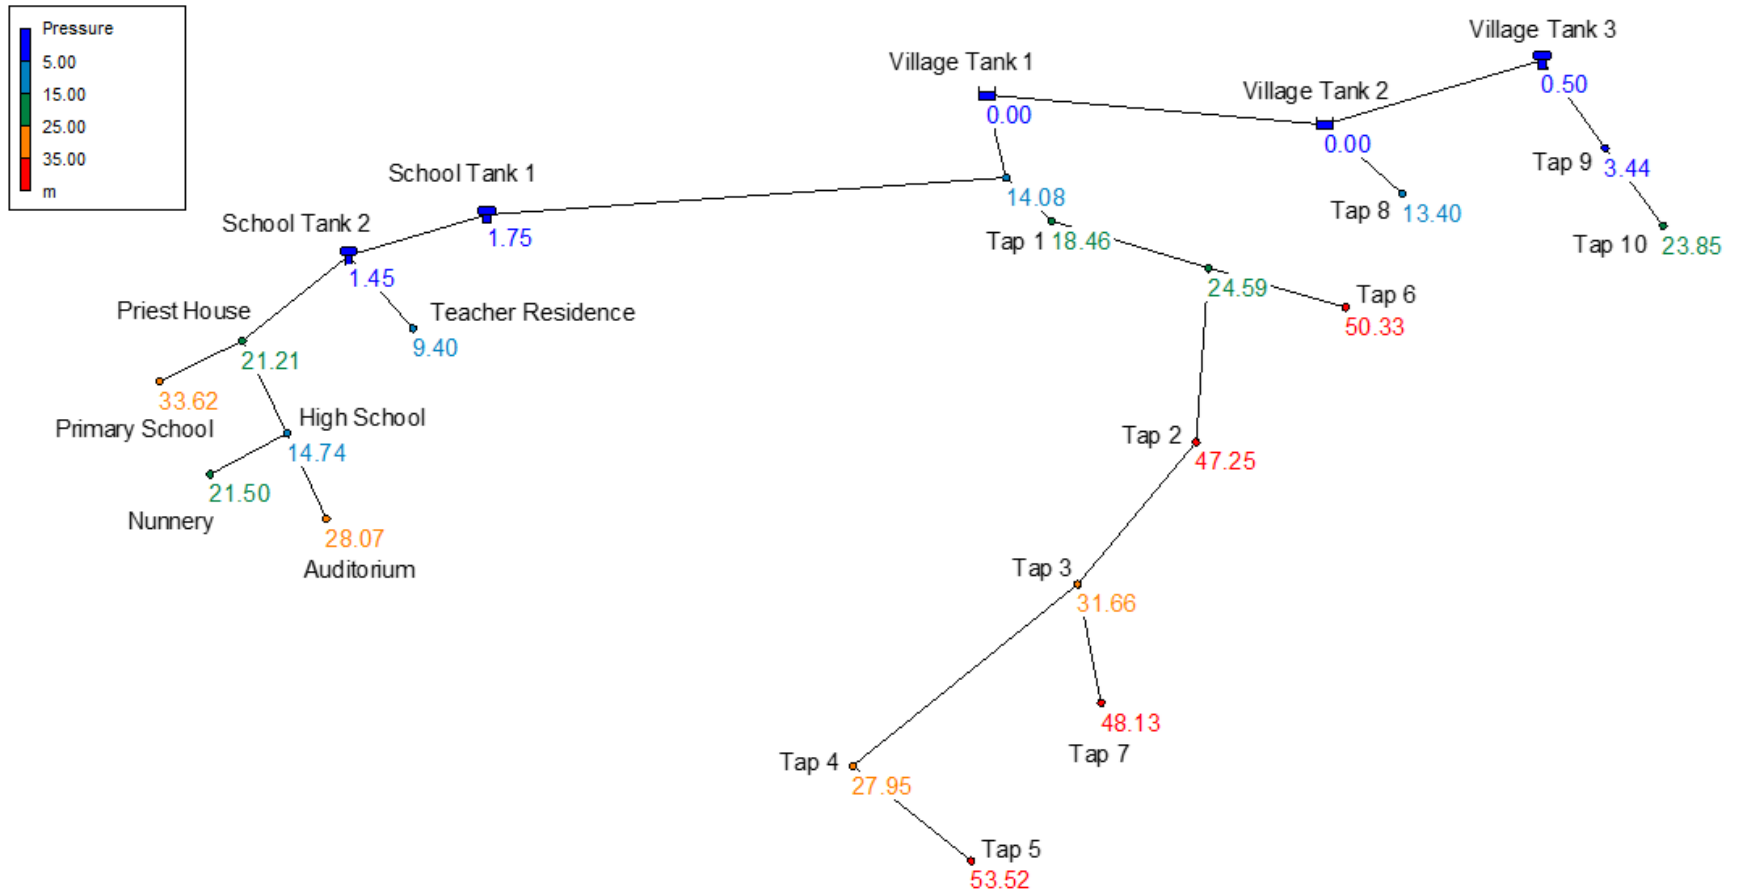 Pressure
5.00
15.00
25.00
35.00
m
Village Tank 3
0.50
Village Tank 1
0.00
Village Tank 2
0.00
Tap 9 3.44
School Tank 1
1.75
14.08
Tap 8 13.40
School Tank 2
1.45
Tap 1 18.46
Tap 10 23.85
24.59
Tap 6
50.33
Priest House
21.21
Teacher Residence
9.40
33.62
Primary School
High School
14.74
Tap 2
47.25
21.50
Nunnery
28.07
Auditorium
Tap 3
31.66
48.13
Tap 7
Tap 4
27.95
Tap 5
53.52